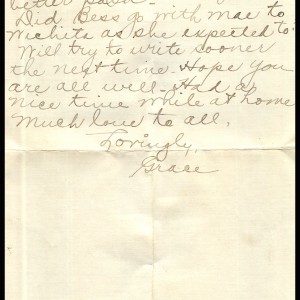 better
Did Bess go with Mae to
Wichita as she expected to.
Will try to write sooner
the next time. Hope you
are all well. Had a
nice time while at home
Much love to all,
Lovingly,
Grace